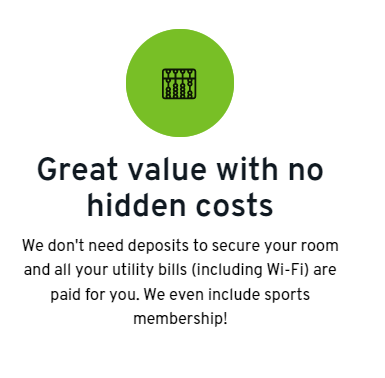 Great value with no
hidden costs
We don't need deposits to secure your room
and all your utility bills (including Wi-Fi) are
paid for you. We even include sports
membership!